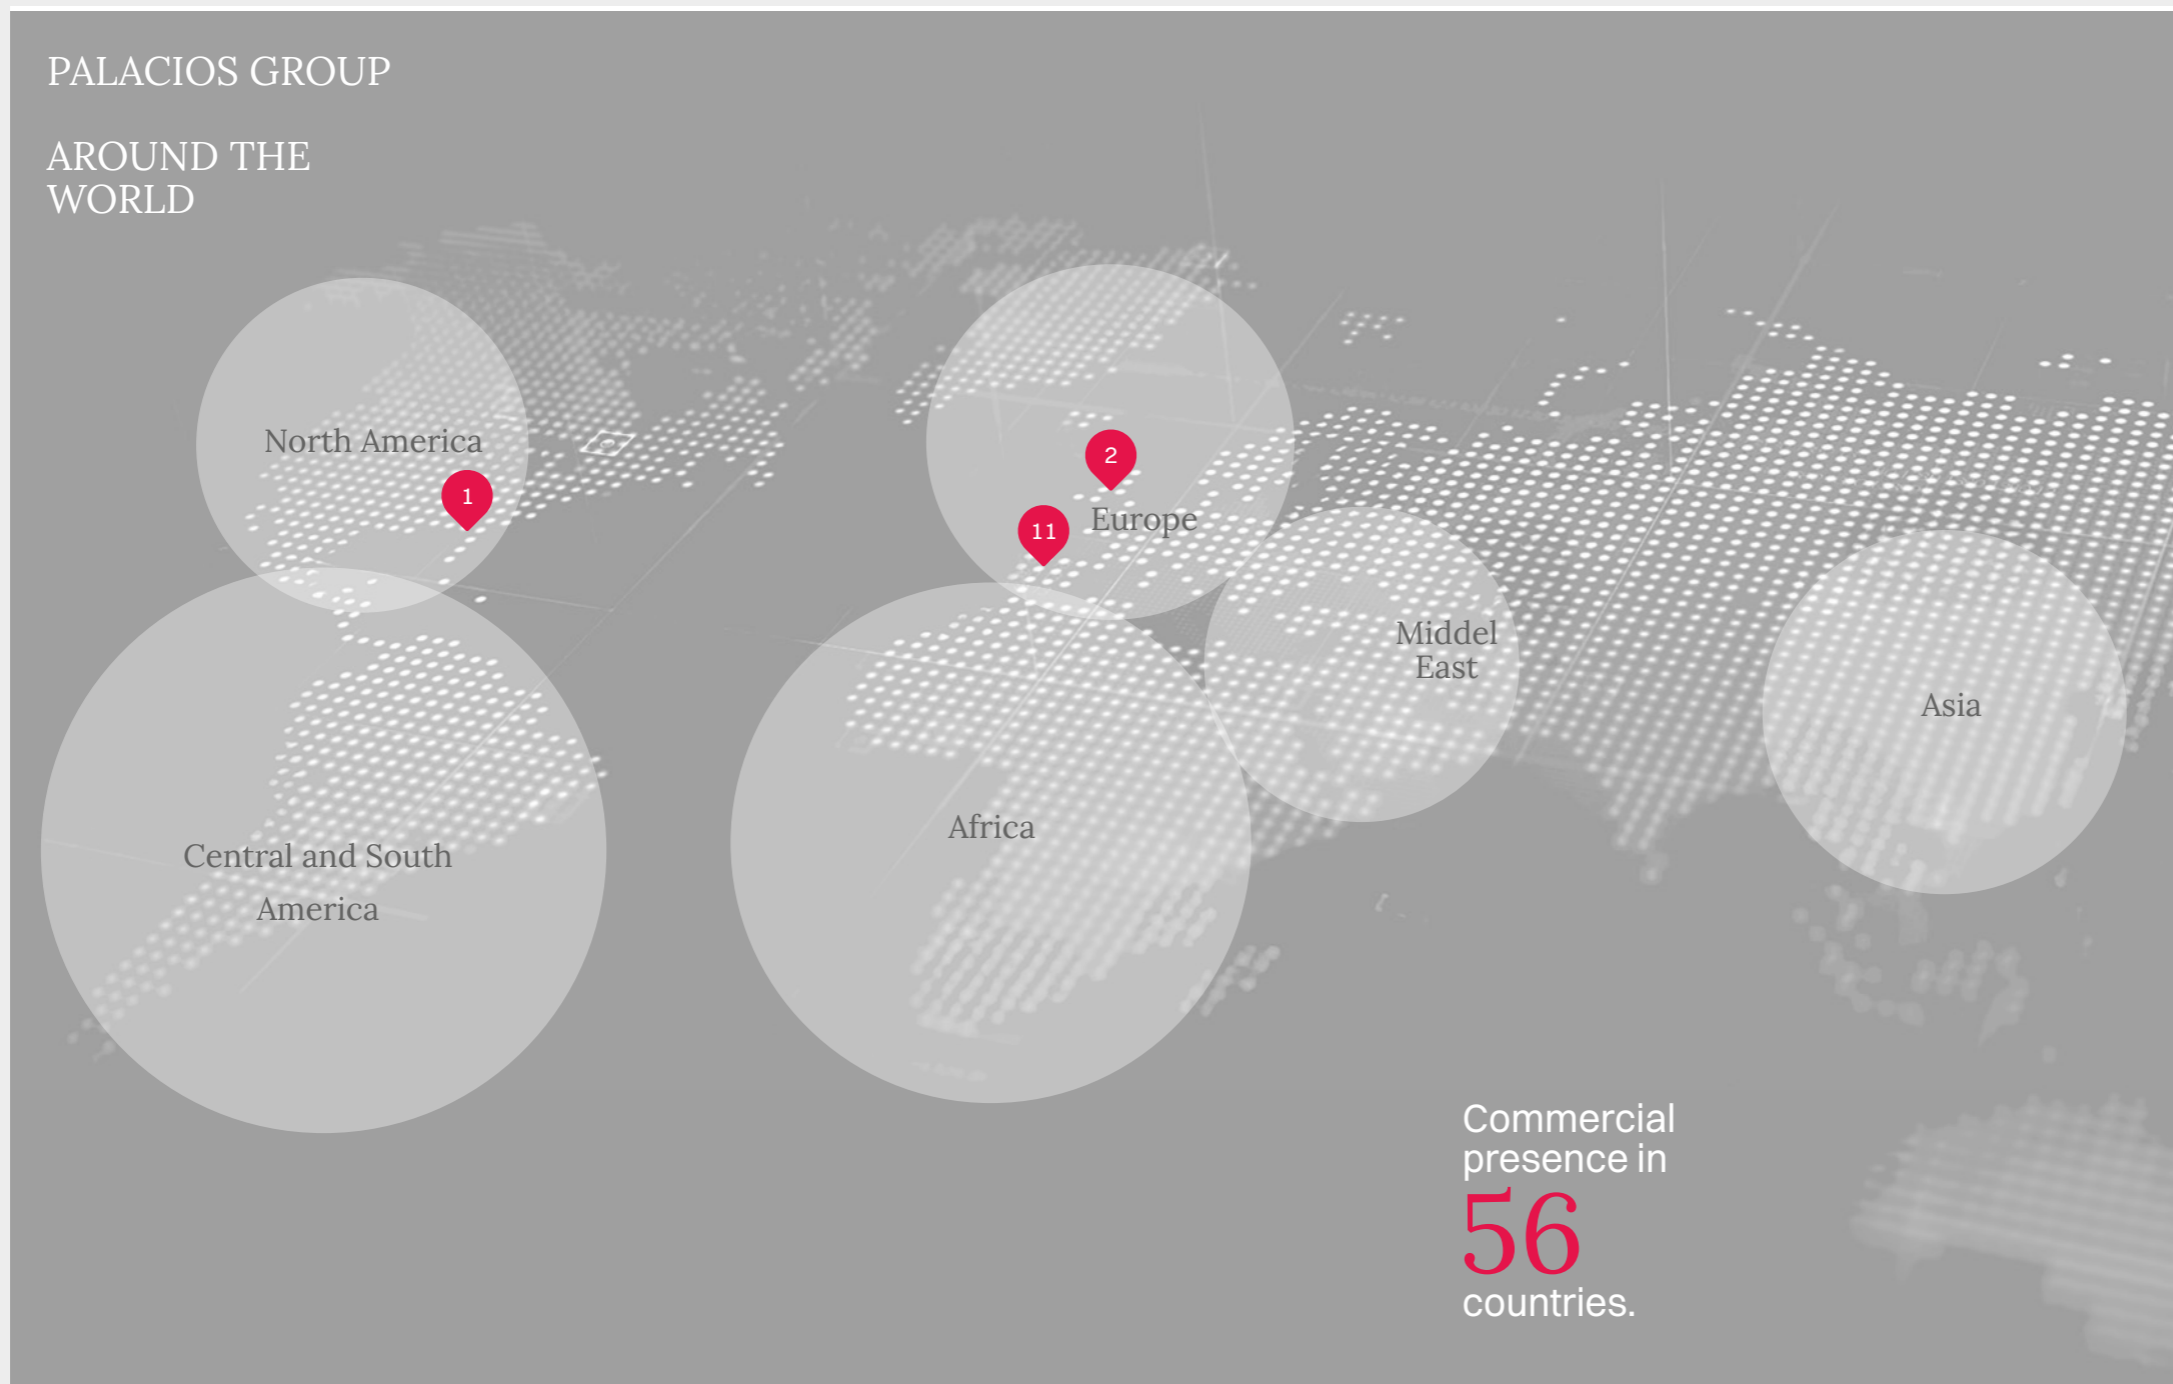 PALACIOS GROUP
AROUND THE
WORLD
North America
1
2
Europe
11
Middel
East
Asia
Africa
Central and South
America
Commercial
presence in
56
countries.